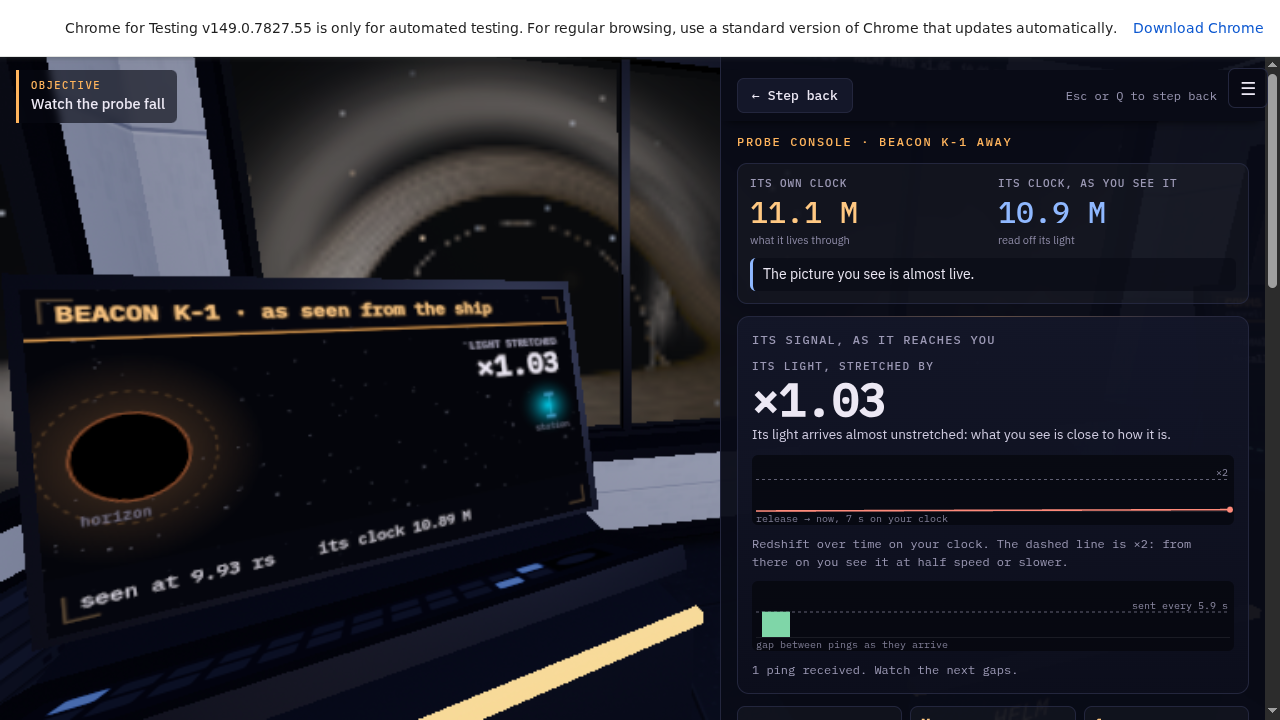 Chrome for Testing v149.0.7827.55 is only for automated testing. For regular browsing, use a standard version of Chrome that updates automatically. Download Chrome
OBJECTIVE
Watch the probe fall
BEACON K-1 · as seen from the ship
LIGHT STRETCHED
×1.03
station
horizon
its clock 10.89 M
seen at 9.93 rs
← Step back
Esc or Q to step back
☰
PROBE CONSOLE · BEACON K-1 AWAY
ITS OWN CLOCK
11.1 M
what it lives through
ITS CLOCK, AS YOU SEE IT
10.9 M
read off its light
The picture you see is almost live.
ITS SIGNAL, AS IT REACHES YOU
ITS LIGHT, STRETCHED BY
×1.03
Its light arrives almost unstretched: what you see is close to how it is.
×2
release → now, 7 s on your clock
Redshift over time on your clock. The dashed line is ×2: from
there on you see it at half speed or slower.
sent every 5.9 s
gap between pings as they arrive
1 ping received. Watch the next gaps.